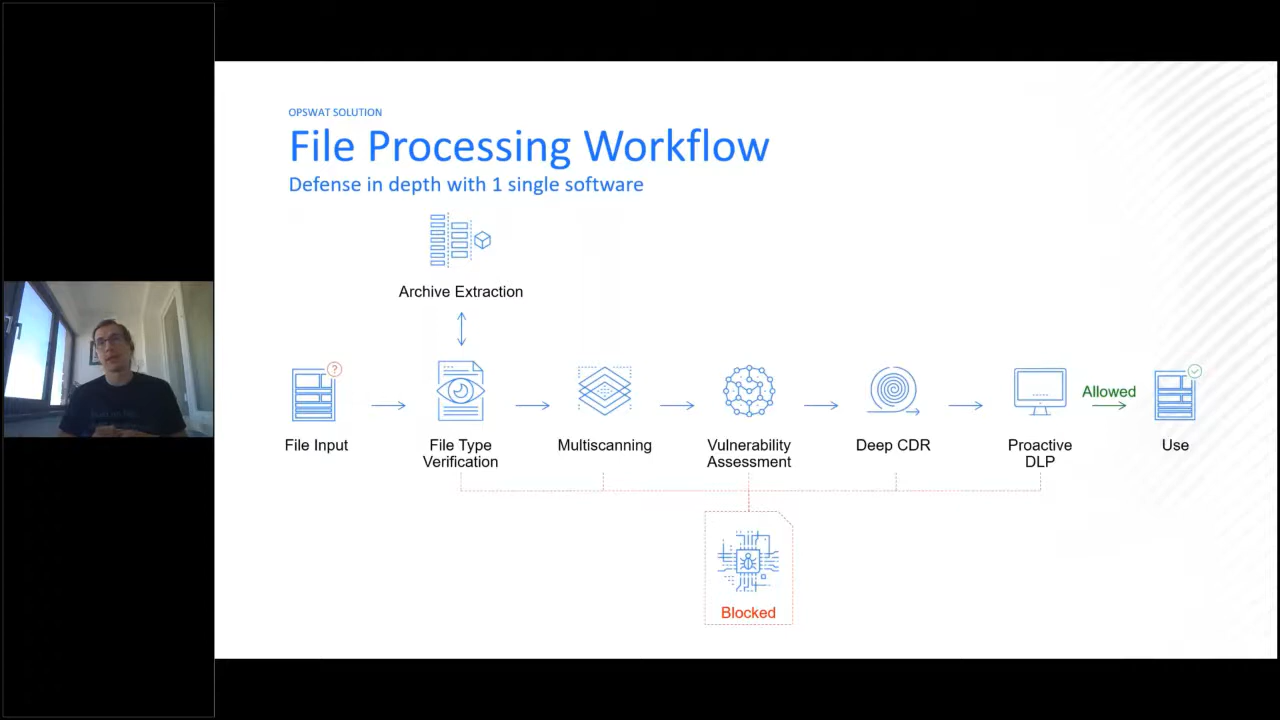 OPSWAT SOLUTION
File Processing Workflow
Defense in depth with 1 single software
Archive Extraction
?
Allowed
File Input
File Type
Verification
Multiscanning
Vulnerability
Assessment
Deep CDR
Proactive
DLP
Use
Blocked